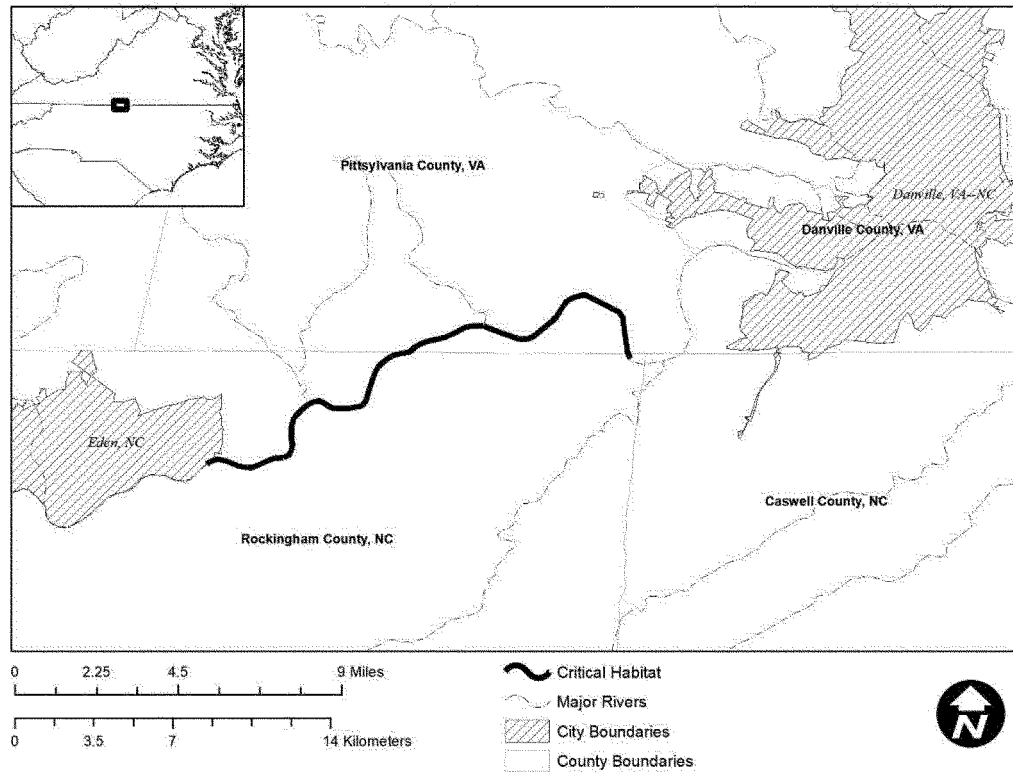 Pittsylvania County, VA
Danville, VA--NC
Danville County, VA
Eden, NC
Caswell County, NC
Rockingham County, NC
0 2.25 4.5 9 Miles
0 3.5 7 14 Kilometers
Critical Habitat
Major Rivers
City Boundaries
County Boundaries
N